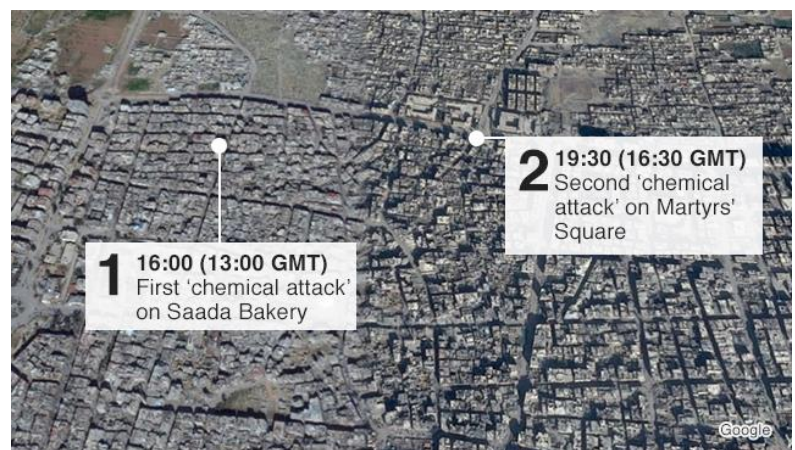 1
16:00 (13:00 GMT)
First ‘chemical attack’
on Saada Bakery
2
19:30 (16:30 GMT)
Second ‘chemical
attack’ on Martyrs'
Square
Google